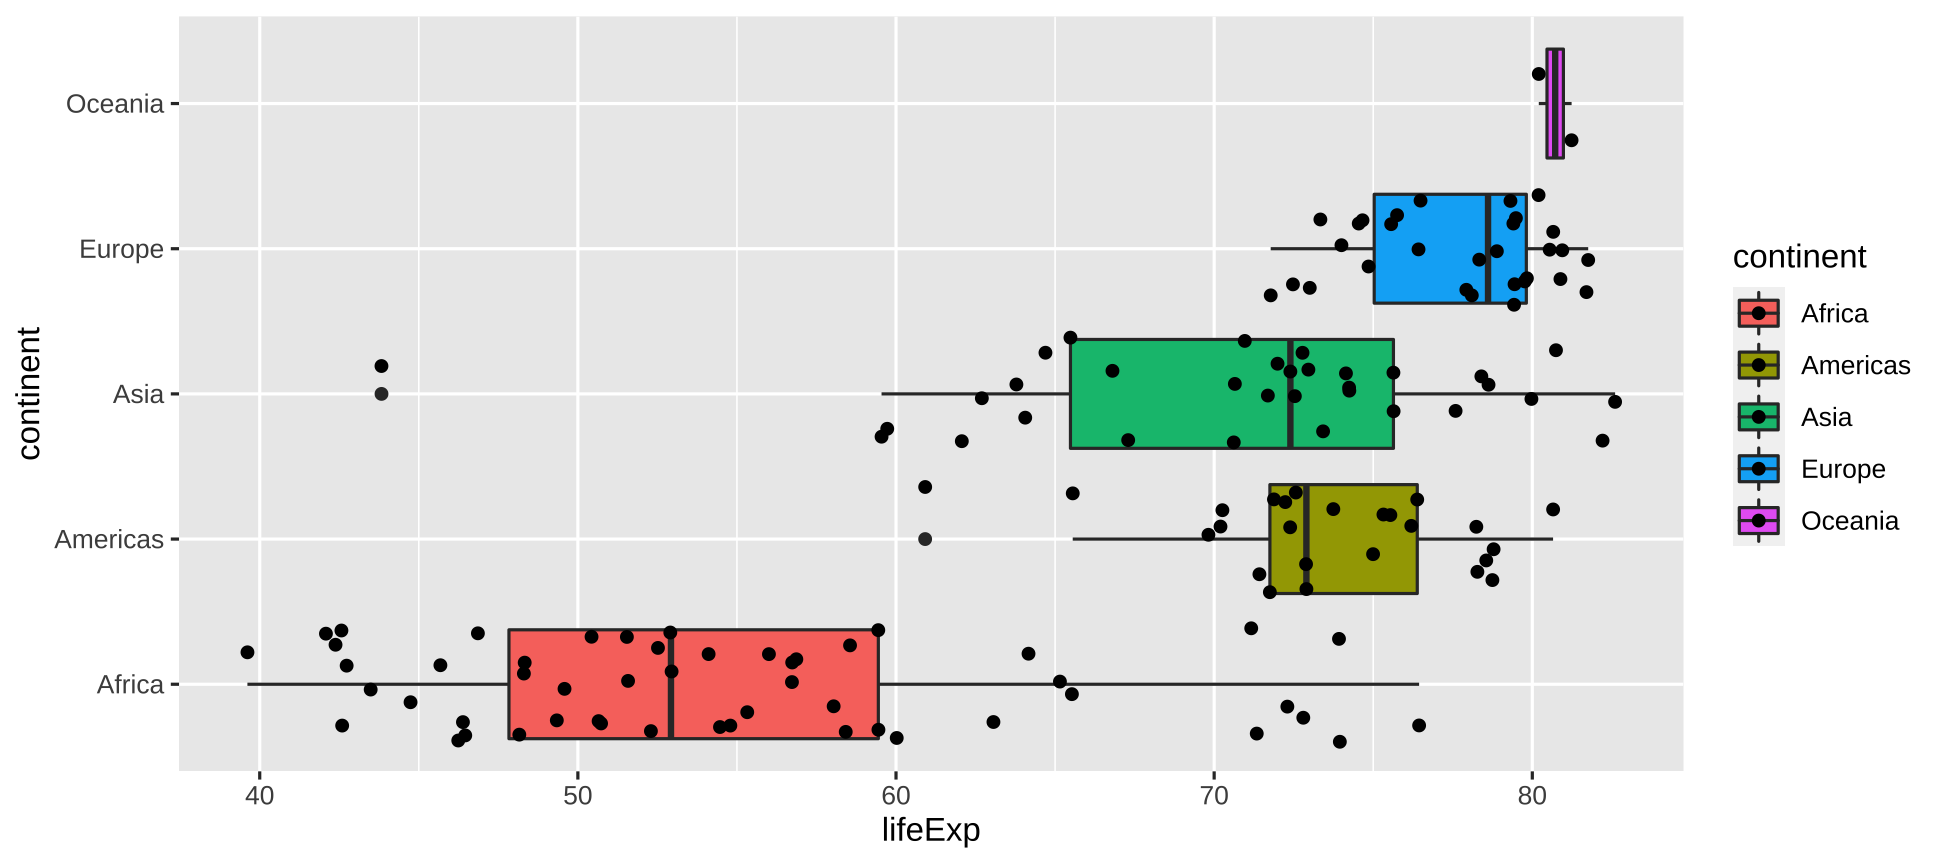 Oceania
Europe
Asia
Americas
Africa
continent
40 50 60 70 80
lifeExp
continent
Africa
Americas
Asia
Europe
Oceania